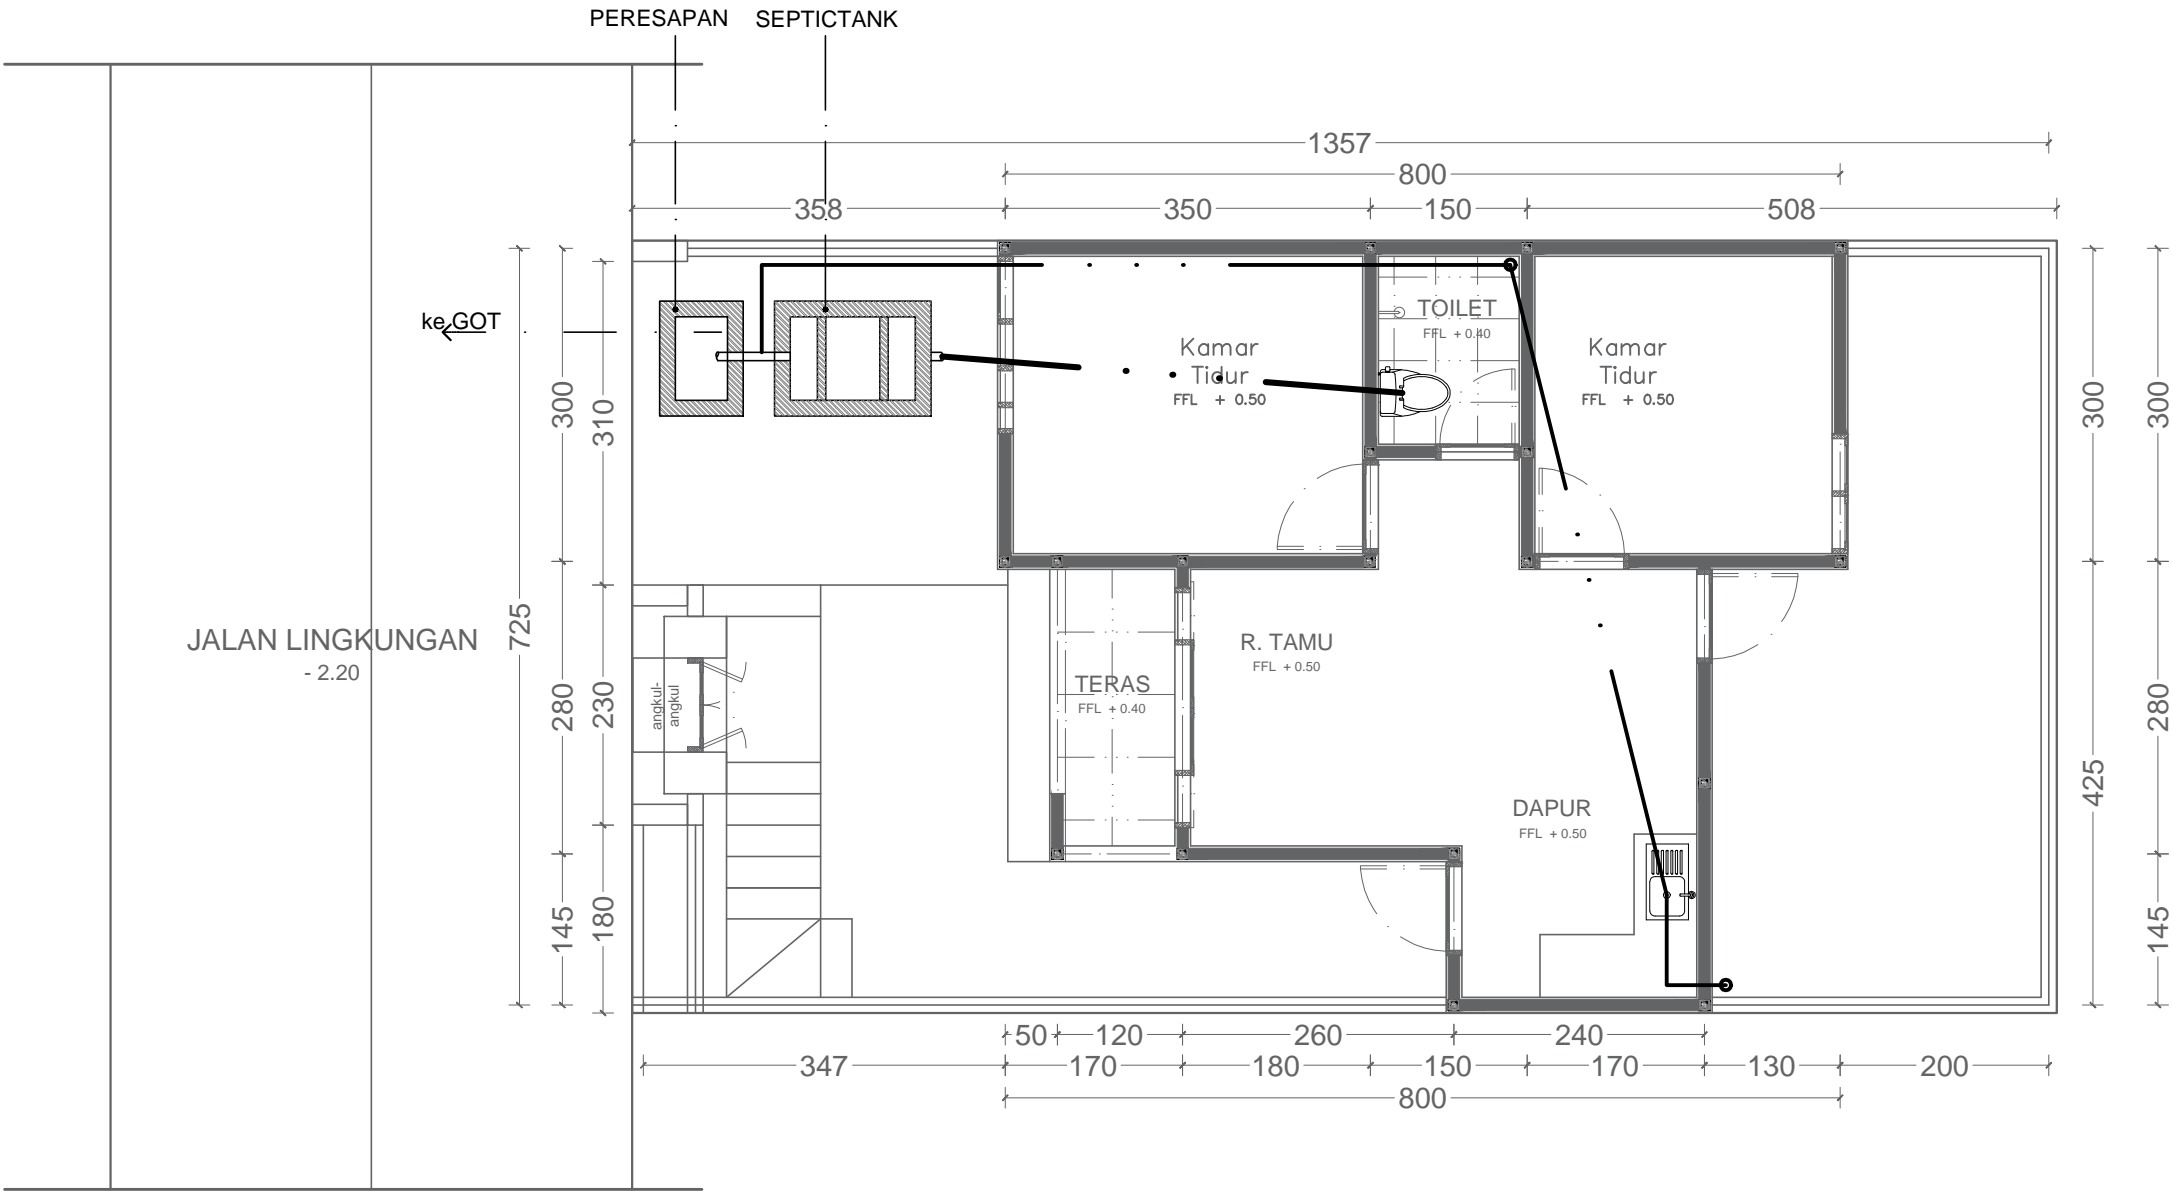 PERESAPAN SEPTICTANK
1357
800
358 350 150 508
ke GOT
TOILET
FFL + 0.40
Kamar
Tidur
FFL + 0.50
Kamar
Tidur
FFL + 0.50
300
310
300
300
725
JALAN LINGKUNGAN
- 2.20
280
230
angkul-
angkul
R. TAMU
FFL + 0.50
TERAS
FFL + 0.40
DAPUR
FFL + 0.50
280
425
145
180
145
50 120 260 240
347 170 180 150 170 130 200
800